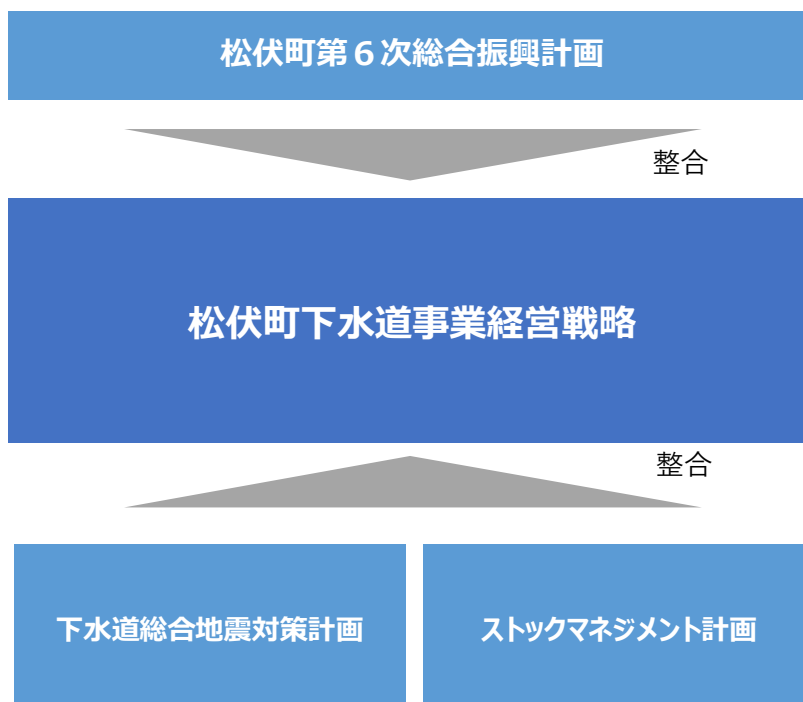 松伏町第６次総合振興計画
整合
松伏町下水道事業経営戦略
整合
下水道総合地震対策計画
ストックマネジメント計画